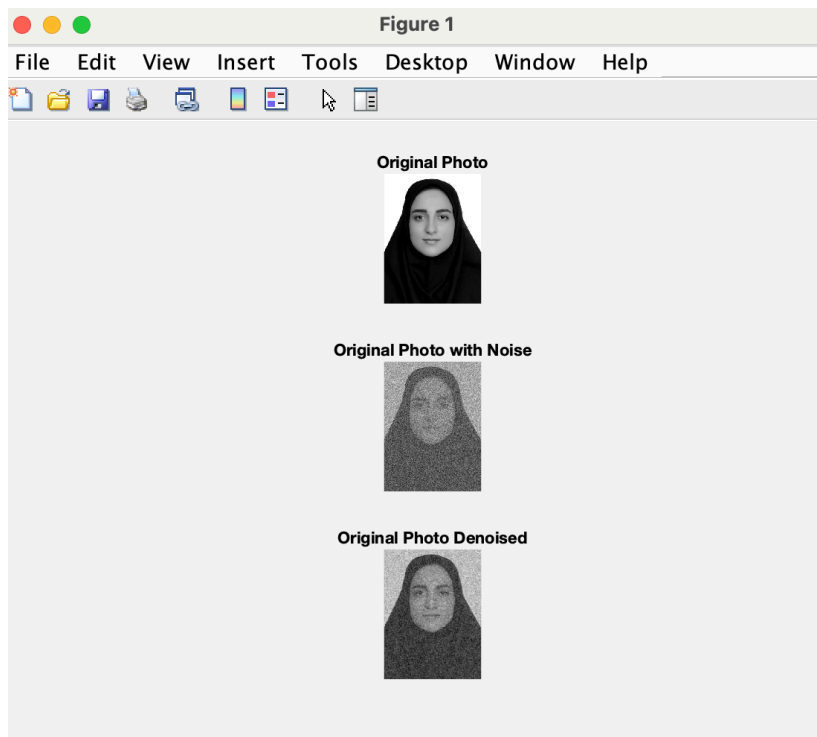 Figure 1
File Edit View Insert Tools Desktop Window Help
Original Photo
Original Photo with Noise
Original Photo Denoised